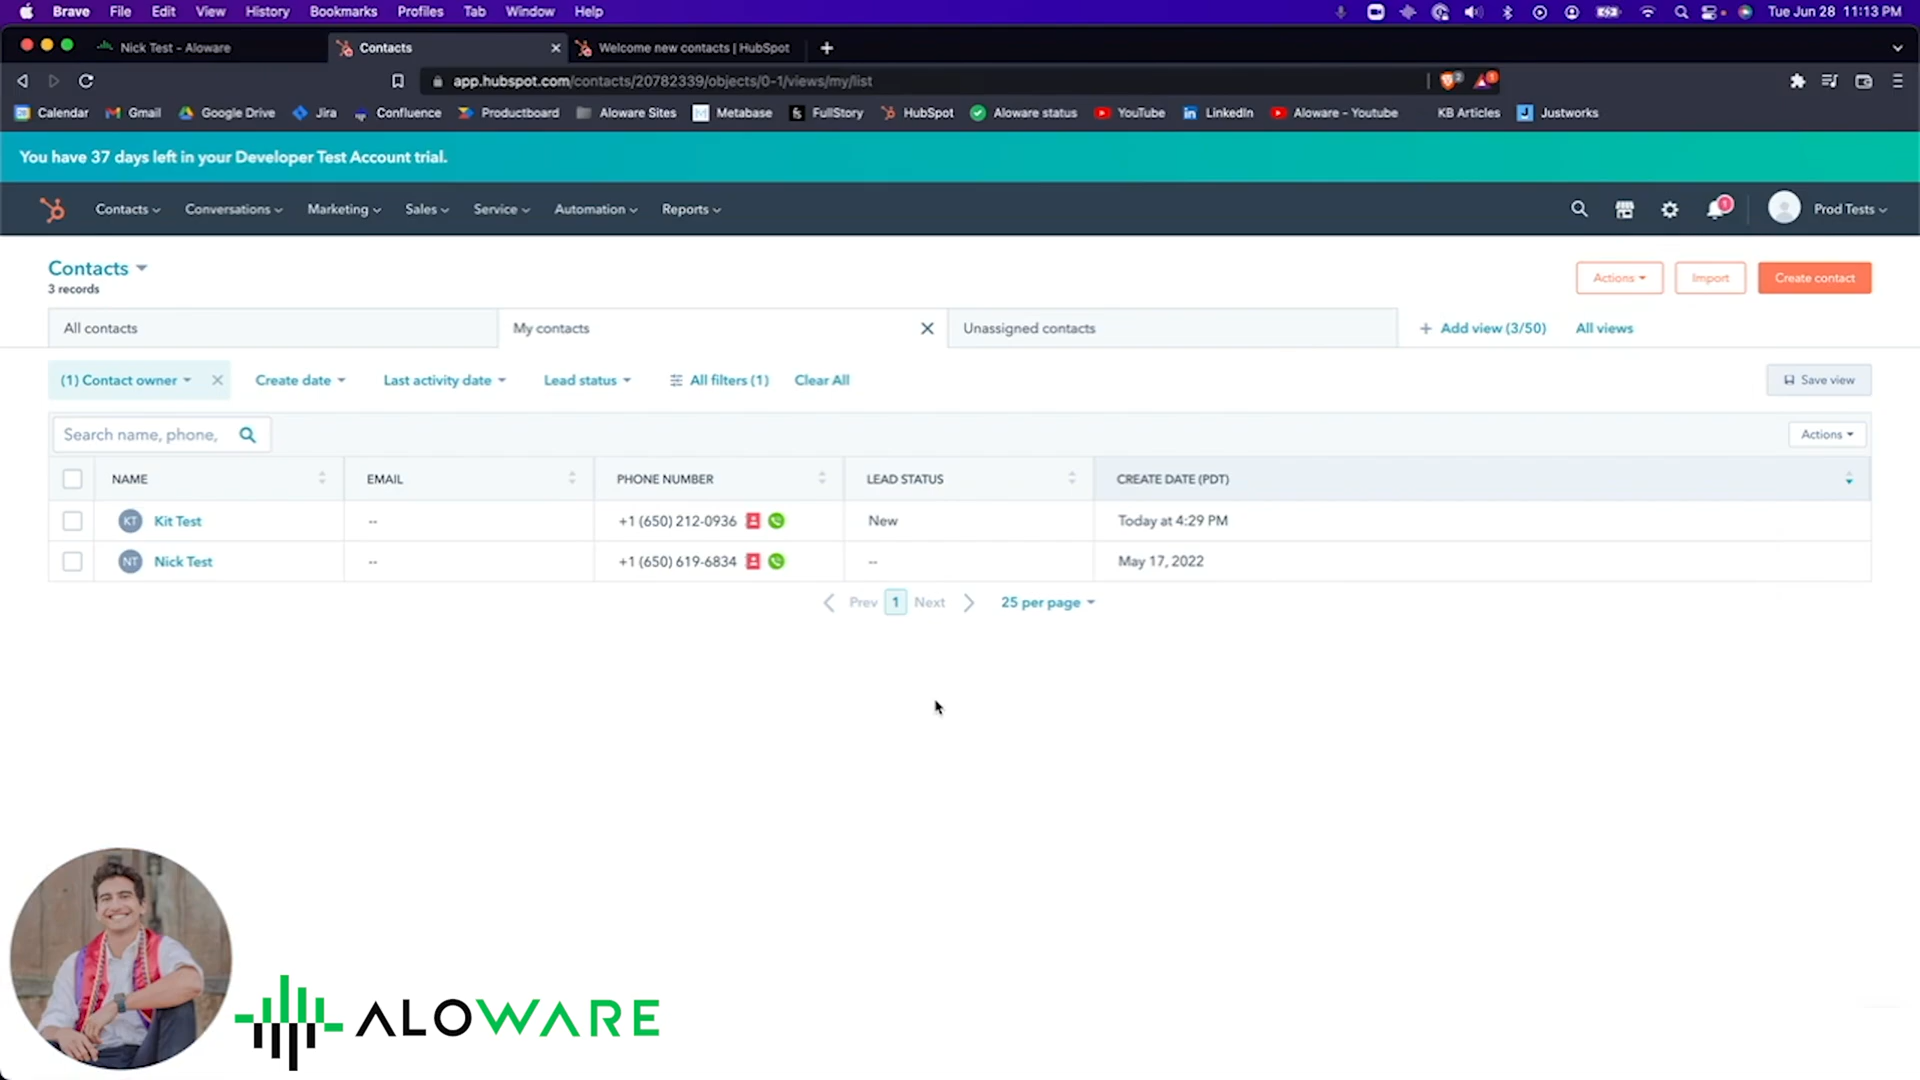 Brave File Edit View History Bookmarks Profiles Tab Window Help Tue Jun 28 11:13 PM
Nick Test – Aloware Contacts Welcome new contacts | HubSpot
app.hubspot.com/contacts/20782339/objects/0-1/views/my/list 2 1
Calendar Gmail Google Drive Jira Confluence Productboard Aloware Sites Metabase FullStory HubSpot Aloware status YouTube LinkedIn Aloware - Youtube KB Articles Justworks
You have 37 days left in your Developer Test Account trial.
Contacts Conversations Marketing Sales Service Automation Reports 1 Prod Tests
Contacts
3 records
Actions Import Create contact
All contacts My contacts Unassigned contacts + Add view (3/50) All views
(1) Contact owner Create date Last activity date Lead status All filters (1) Clear All Save view
Search name, phone, Actions
NAME EMAIL PHONE NUMBER LEAD STATUS CREATE DATE (PDT)
KT Kit Test -- +1 (650) 212-0936 New Today at 4:29 PM
NT Nick Test -- +1 (650) 619-6834 -- May 17, 2022
Prev 1 Next 25 per page
ALOWARE